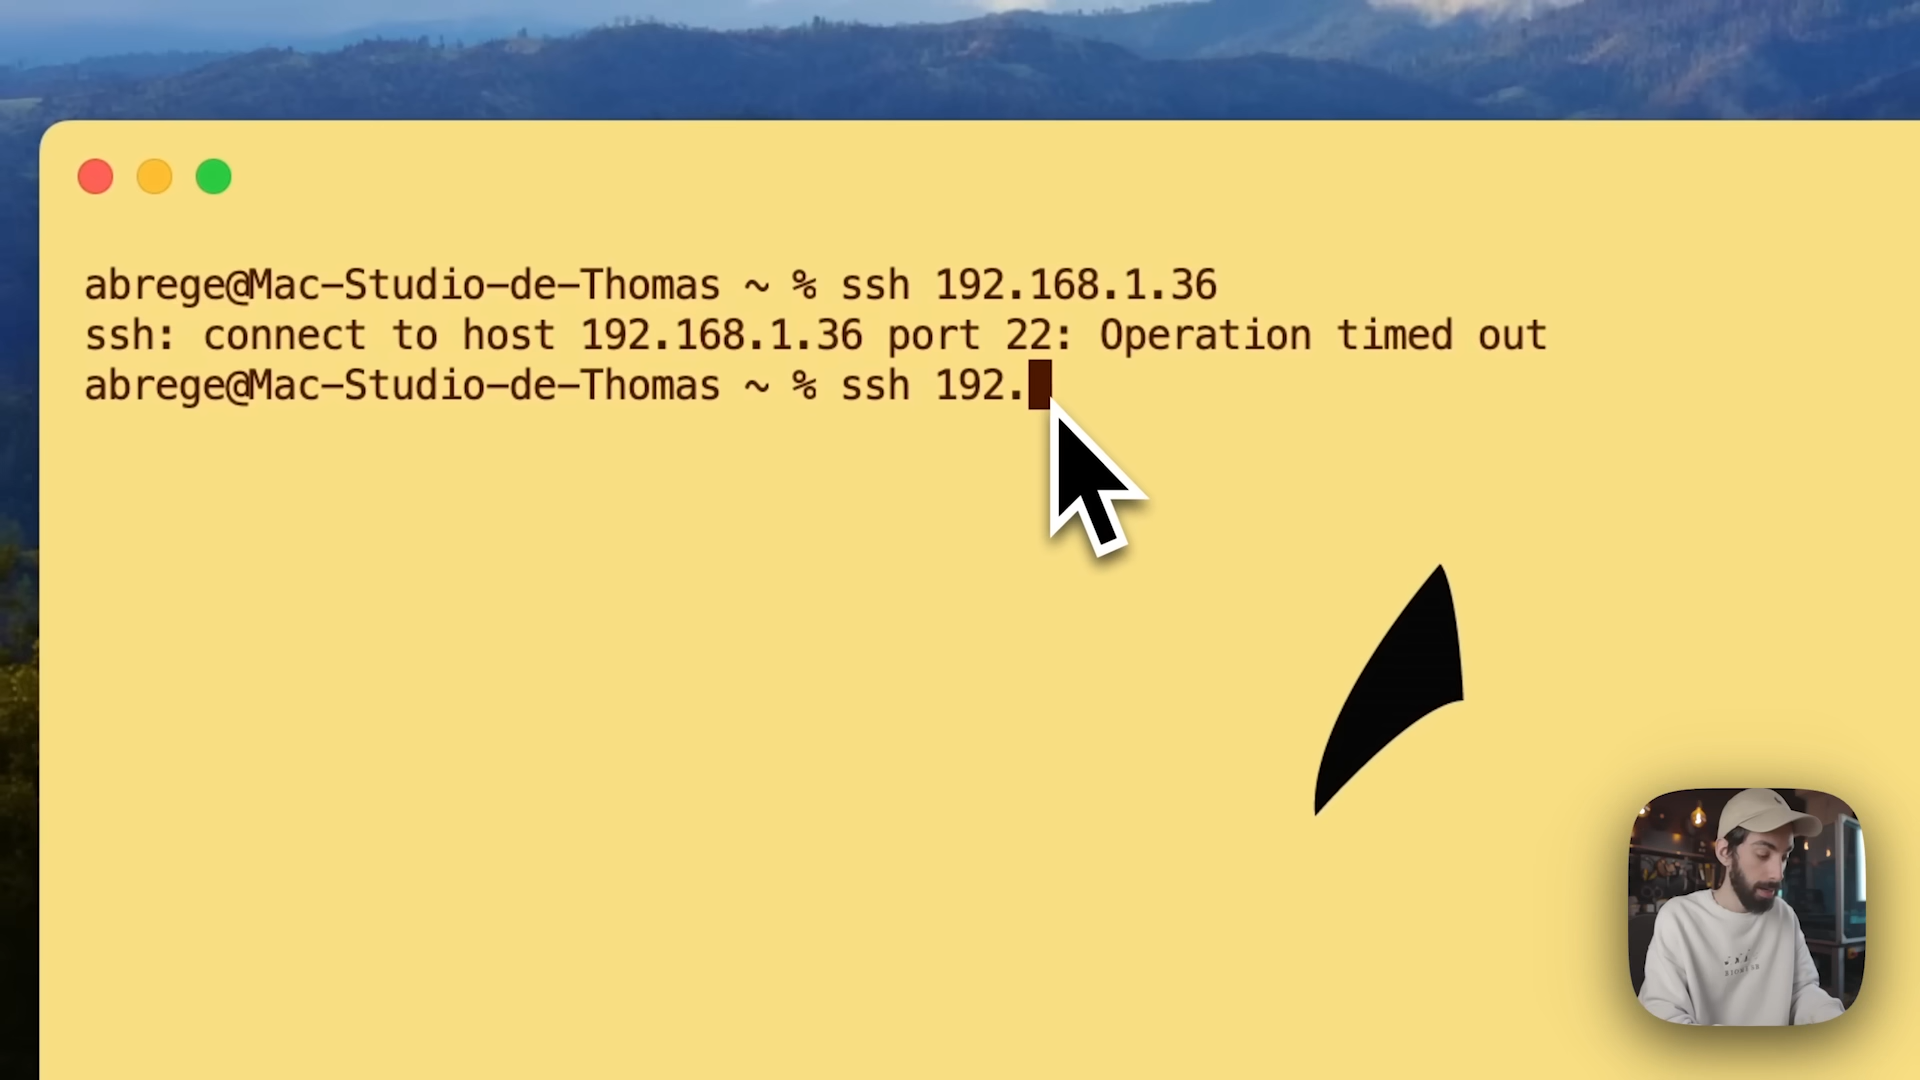 abrege@Mac-Studio-de-Thomas ~ % ssh 192.168.1.36
ssh: connect to host 192.168.1.36 port 22: Operation timed out
abrege@Mac-Studio-de-Thomas ~ % ssh 192.